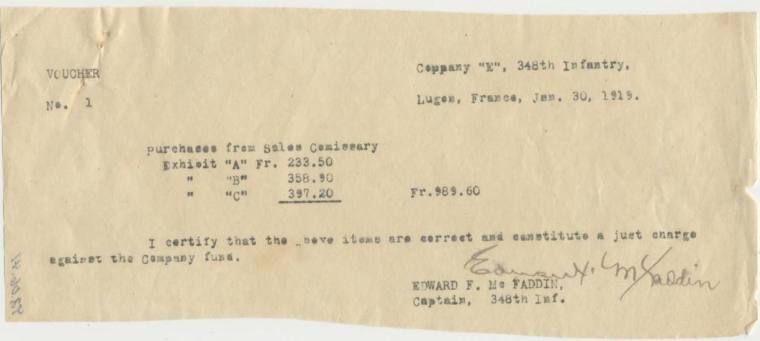 VOUCHER
No. 1
Coppany "E", 348th Infantry,
Lugon, France, Jan. 30, 1919.
purchases from Sales Comissary
Exhibit "A" Fr. 233.50
" "B" 358.90
" "C" 397.20 Fr.989.60
I certify that the above items are correct and constitute a just charge
against the Company fund.
Edward F. McFaddin
EDWARD F. Mc FADDIN,
Captain, 348th Inf.